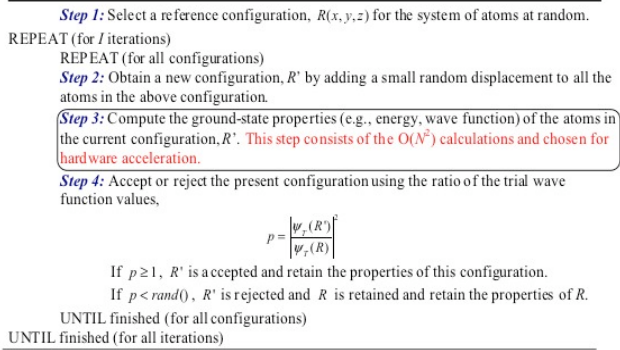 Step 1: Select a reference configuration, R(x,y,z) for the system of atoms at random.
REPEAT (for I iterations)
REPEAT (for all configurations)
Step 2: Obtain a new configuration, R' by adding a small random displacement to all the
atoms in the above configuration.
Step 3: Compute the ground-state properties (e.g., energy, wave function) of the atoms in
the current configuration, R'. This step consists of the O(N²) calculations and chosen for
hardware acceleration.
Step 4: Accept or reject the present configuration using the ratio of the trial wave
function values,
p = |ψ_T(R') / ψ_T(R)|²
If p ≥ 1, R' is accepted and retain the properties of this configuration.
If p < rand(), R' is rejected and R is retained and retain the properties of R.
UNTIL finished (for all configurations)
UNTIL finished (for all iterations)